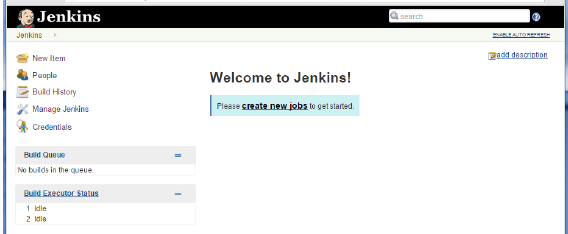 Jenkins
search
Jenkins
ENABLE AUTO REFRESH
New Item
People
Build History
Manage Jenkins
Credentials
add description
Welcome to Jenkins!
Please create new jobs to get started.
Build Queue
No builds in the queue.
Build Executor Status
1 Idle
2 Idle